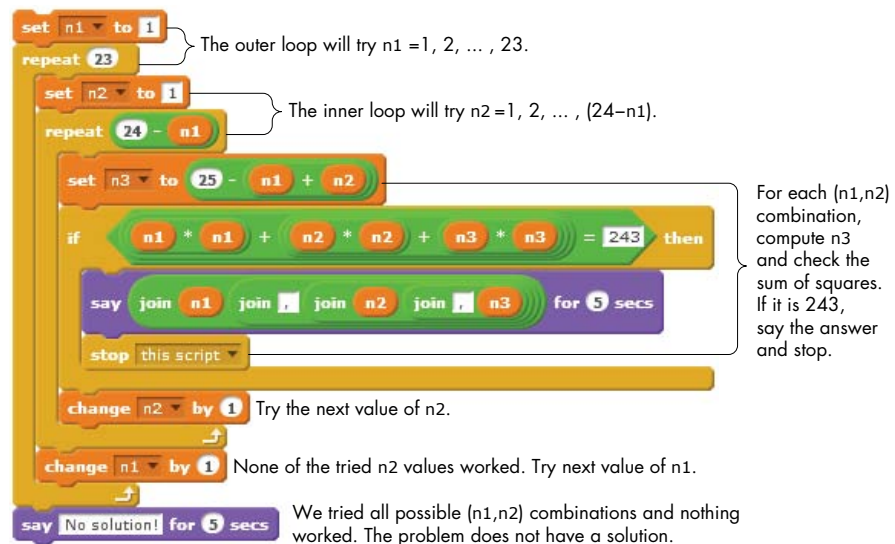 set n1 to 1
repeat 23
The outer loop will try n1 =1, 2, ... , 23.
set n2 to 1
repeat 24 - n1
The inner loop will try n2 =1, 2, ... , (24–n1).
set n3 to 25 - n1 + n2
if n1 * n1 + n2 * n2 + n3 * n3 = 243 then
say join n1 join , join n2 join , n3 for 5 secs
stop this script
For each (n1,n2)
combination,
compute n3
and check the
sum of squares.
If it is 243,
say the answer
and stop.
change n2 by 1 Try the next value of n2.
change n1 by 1 None of the tried n2 values worked. Try next value of n1.
say No solution! for 5 secs
We tried all possible (n1,n2) combinations and nothing
worked. The problem does not have a solution.